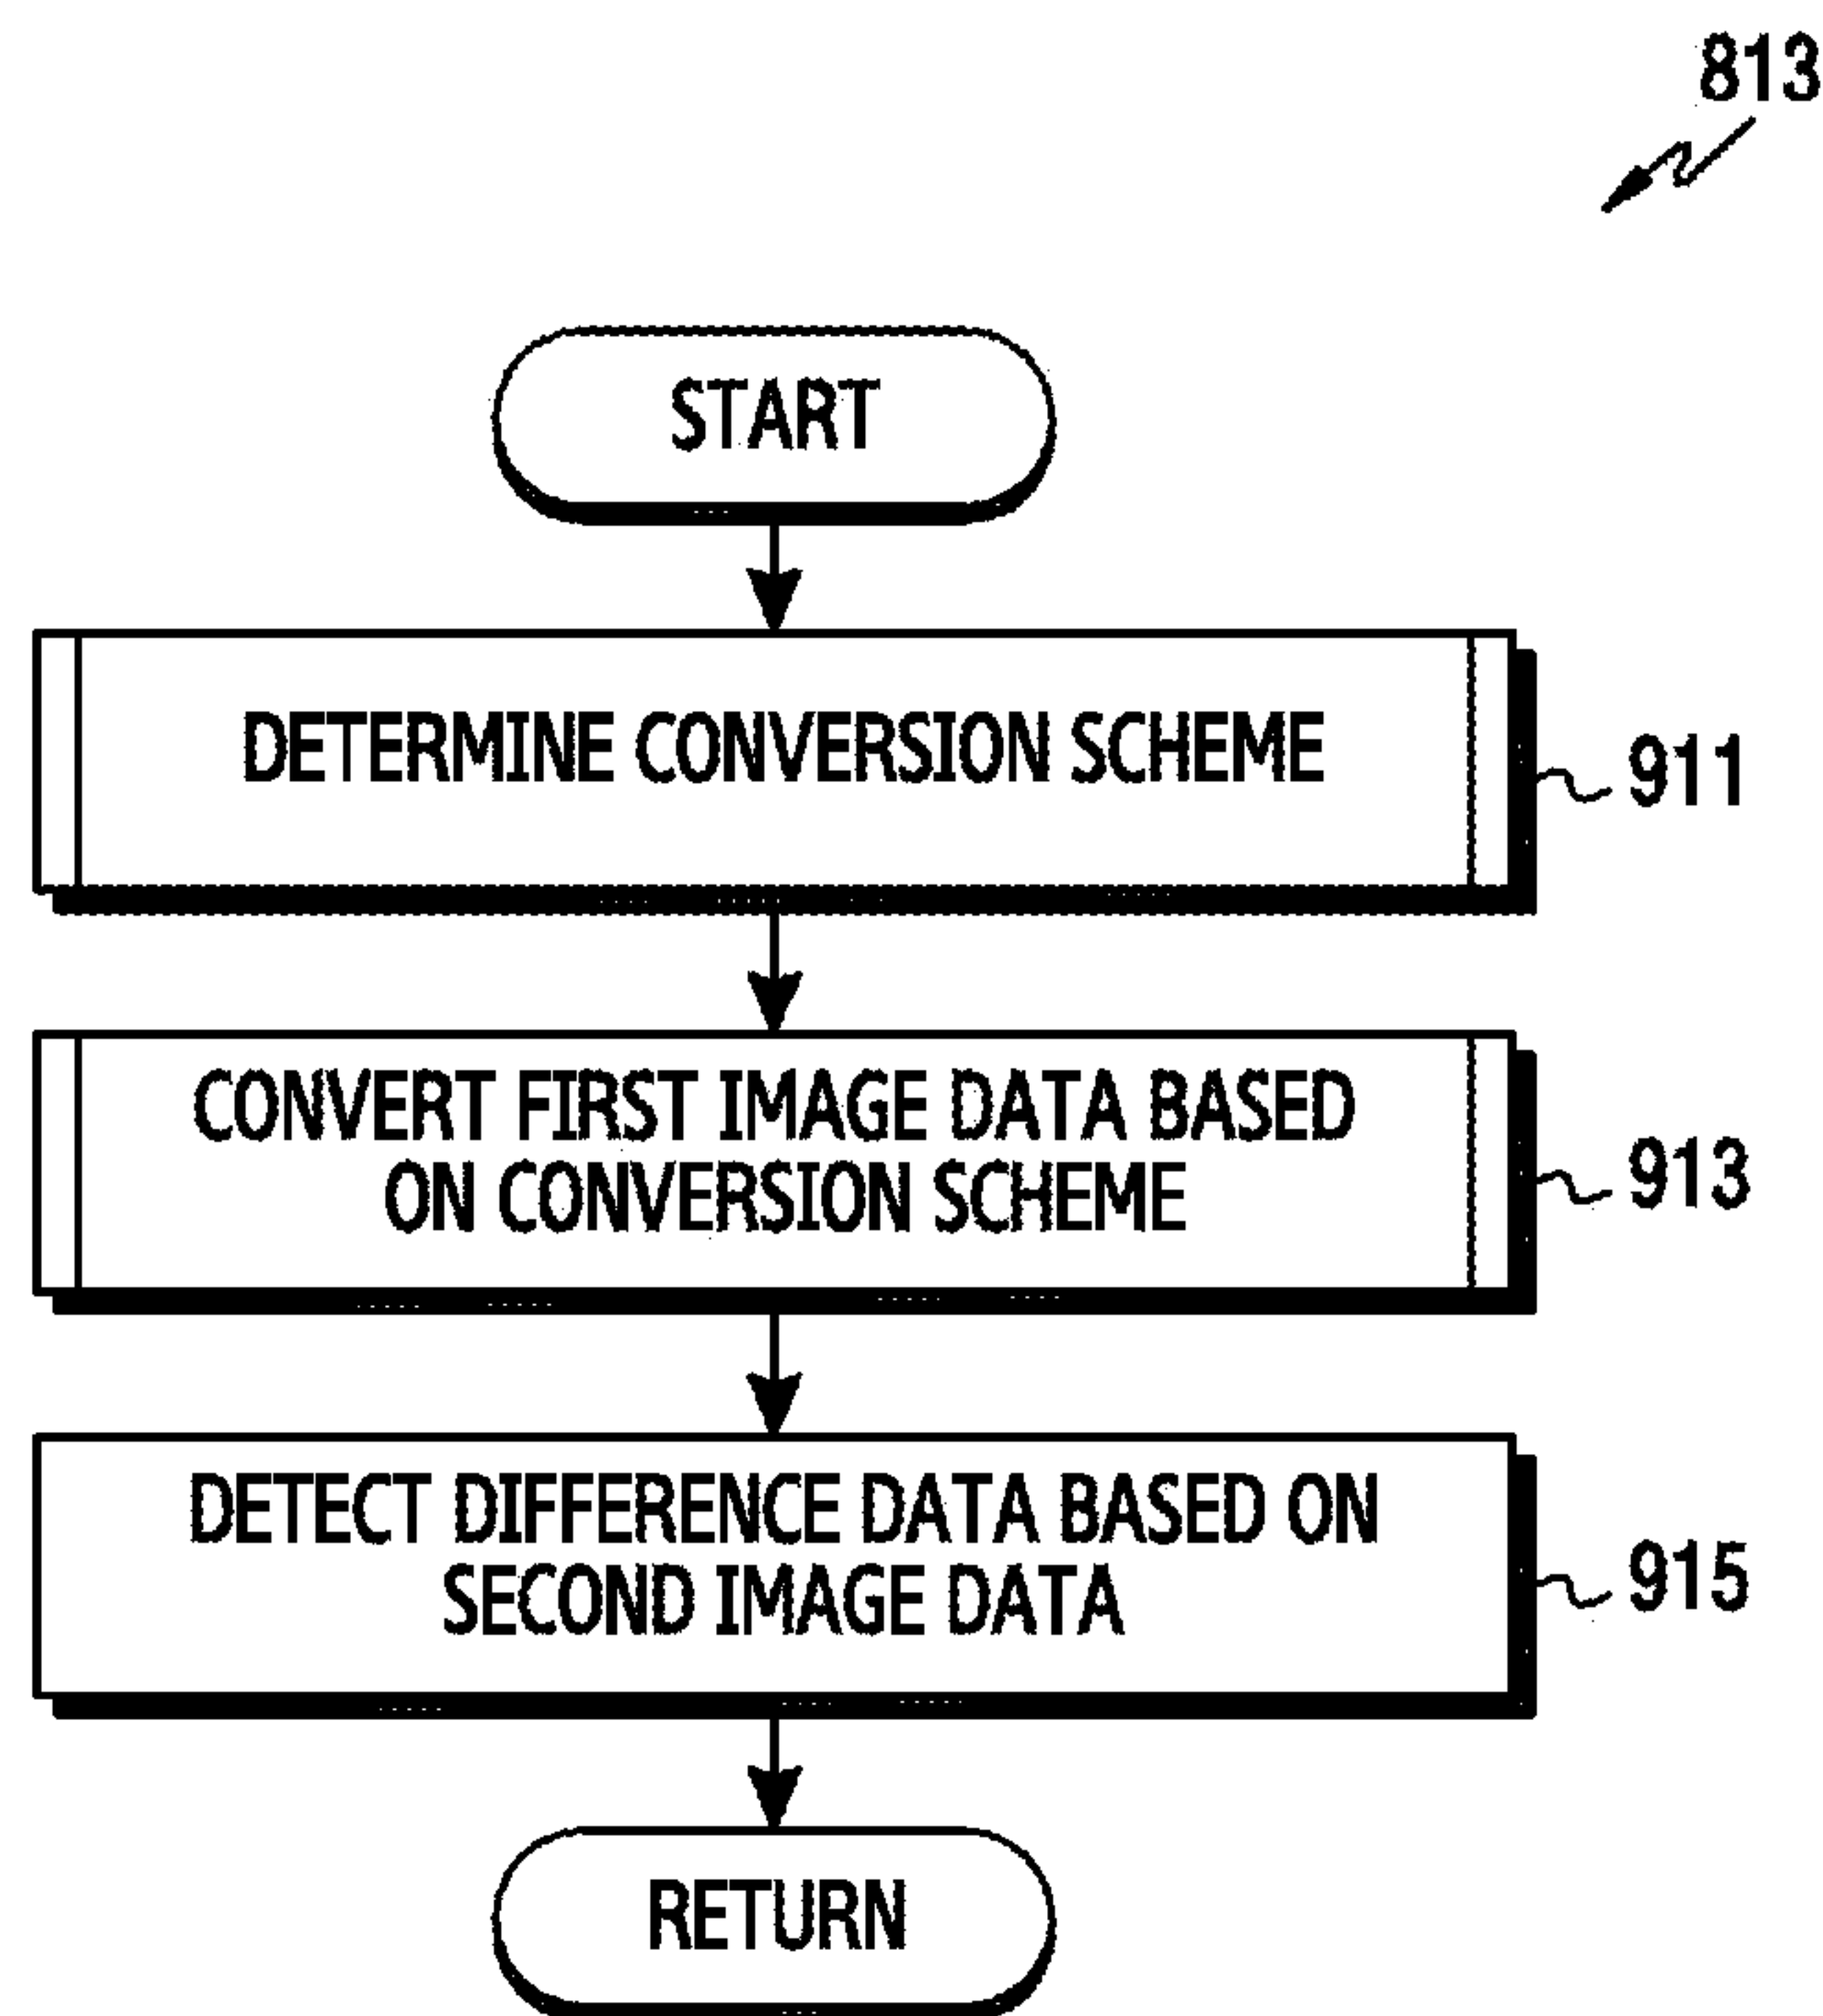 813
START
DETERMINE CONVERSION SCHEME
911
CONVERT FIRST IMAGE DATA BASED
ON CONVERSION SCHEME
913
DETECT DIFFERENCE DATA BASED ON
SECOND IMAGE DATA
915
RETURN